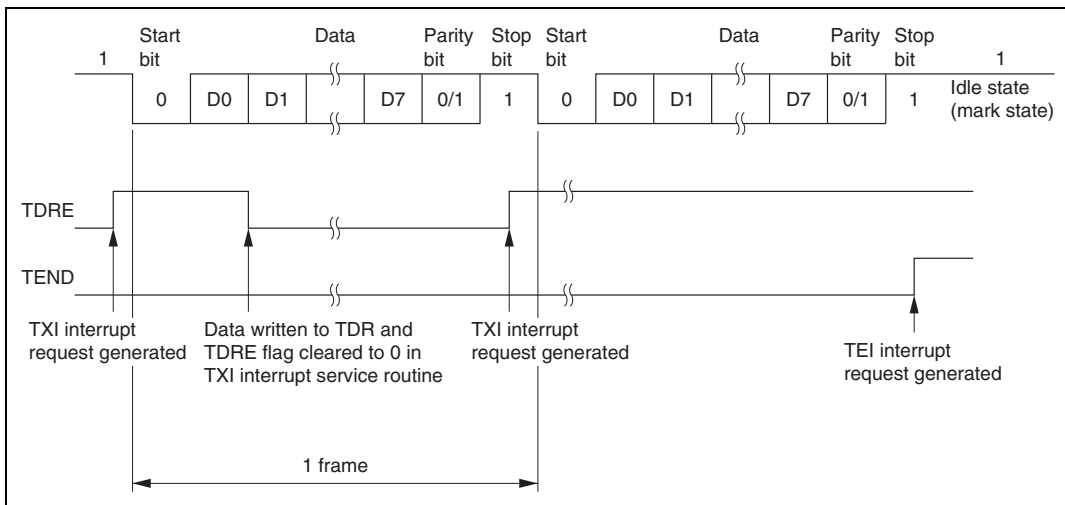 Start Data Parity Stop Start Data Parity Stop
1 bit bit bit bit bit bit 1
0 D0 D1 D7 0/1 1 0 D0 D1 D7 0/1 1 Idle state
(mark state)
TDRE
TEND
TXI interrupt
request generated
Data written to TDR and
TDRE flag cleared to 0 in
TXI interrupt service routine
TXI interrupt
request generated
TEI interrupt
request generated
1 frame